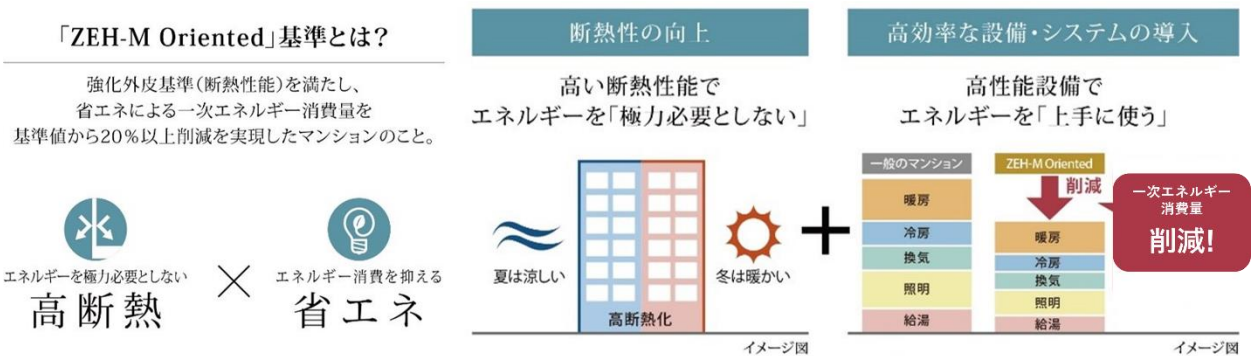 「ZEH-M Oriented」基準とは?
強化外皮基準(断熱性能)を満たし、
省エネによる一次エネルギー消費量を
基準値から20%以上削減を実現したマンションのこと。
エネルギーを極力必要としない
高断熱
×
エネルギー消費を抑える
省エネ
断熱性の向上
高い断熱性能で
エネルギーを「極力必要としない」
夏は涼しい
冬は暖かい
高断熱化
イメージ図
+
高効率な設備・システムの導入
高性能設備で
エネルギーを「上手に使う」
一般のマンション
暖房
冷房
換気
照明
給湯
ZEH-M Oriented
削減
暖房
冷房
換気
照明
給湯
一次エネルギー
消費量
削減!
イメージ図